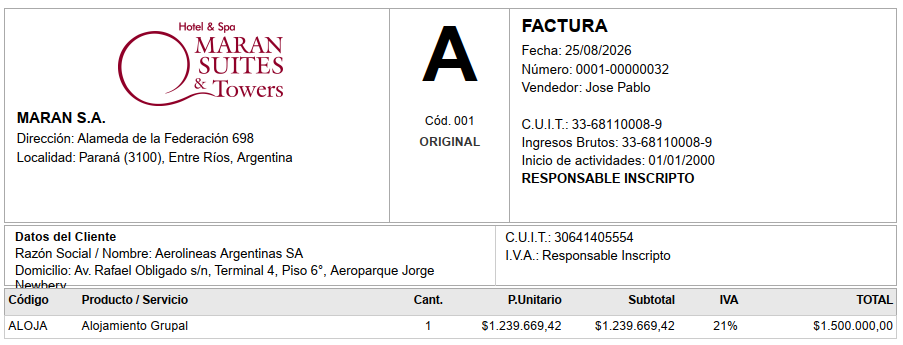 Hotel & Spa
MARAN
SUITES
& Towers
MARAN S.A.
Dirección: Alameda de la Federación 698
Localidad: Paraná (3100), Entre Ríos, Argentina
A
Cód. 001
ORIGINAL
FACTURA
Fecha: 25/08/2026
Número: 0001-00000032
Vendedor: Jose Pablo
C.U.I.T.: 33-68110008-9
Ingresos Brutos: 33-68110008-9
Inicio de actividades: 01/01/2000
RESPONSABLE INSCRIPTO
Datos del Cliente
Razón Social / Nombre: Aerolineas Argentinas SA
Domicilio: Av. Rafael Obligado s/n, Terminal 4, Piso 6°, Aeroparque Jorge
Newbery
C.U.I.T.: 30641405554
I.V.A.: Responsable Inscripto
Código Producto / Servicio Cant. P.Unitario Subtotal IVA TOTAL
ALOJA Alojamiento Grupal 1 $1.239.669,42 $1.239.669,42 21% $1.500.000,00